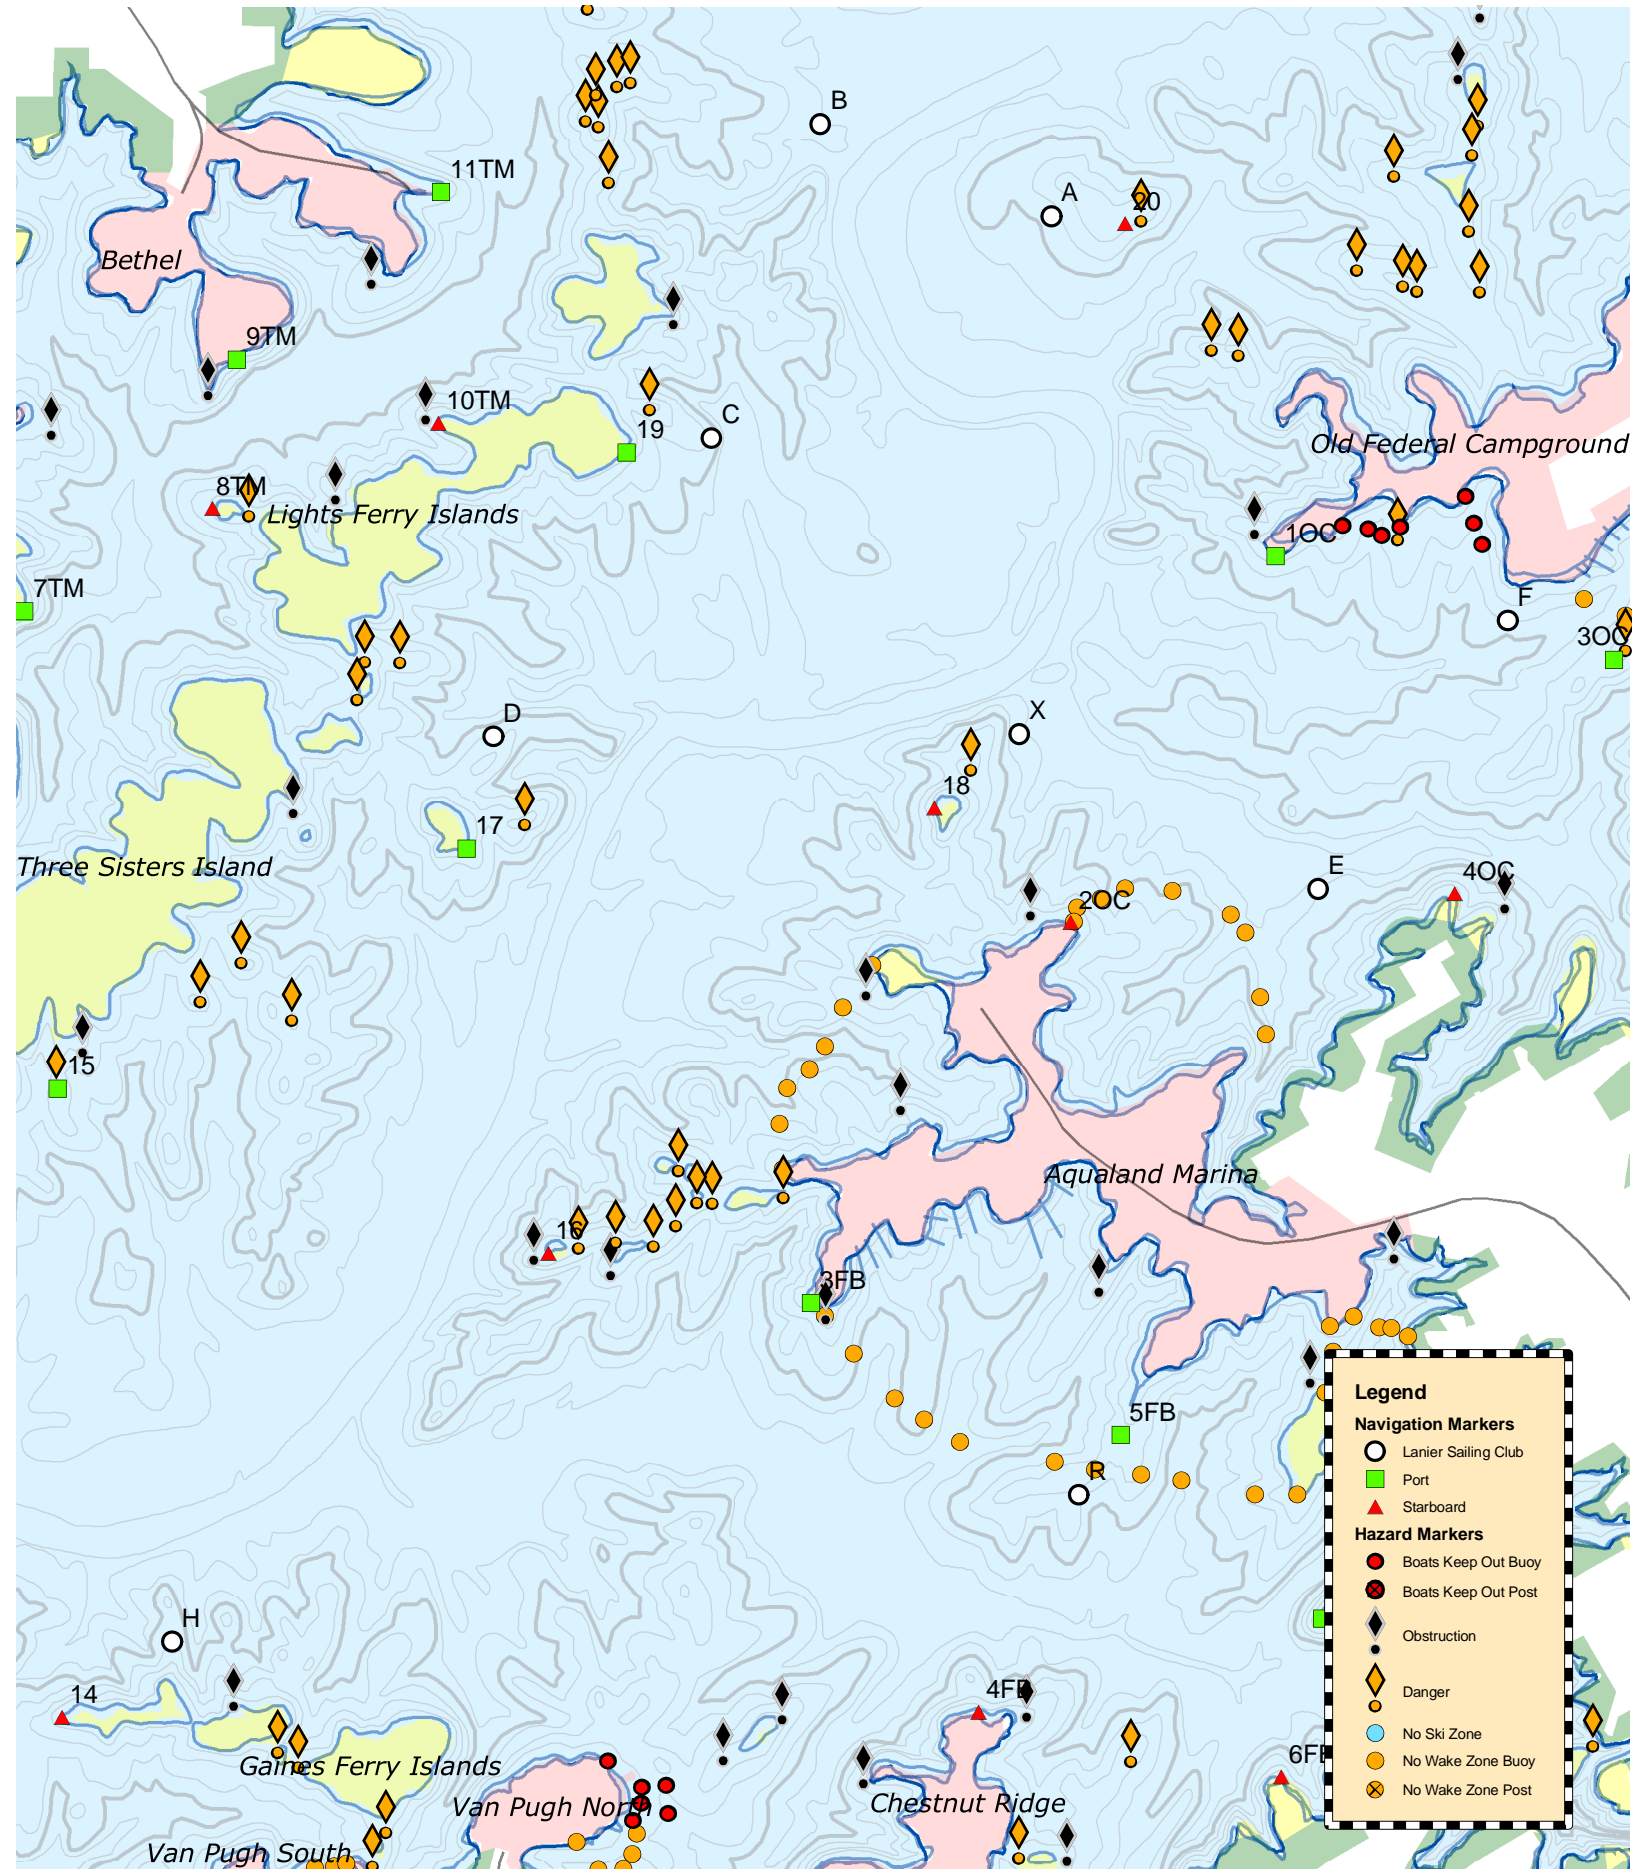 B
11TM
A
20
Bethel
9TM
10TM
C
19
Old Federal Campground
8TM
Lights Ferry Islands
1OC
7TM
F
3OC
D
X
18
17
Three Sisters Island
E
4OC
2OC
15
Aqualand Marina
16
3FB
5FB
R
H
14
4FB
6FB
Gaines Ferry Islands
Van Pugh North
Chestnut Ridge
Van Pugh South
Legend
Navigation Markers
Lanier Sailing Club
Port
Starboard
Hazard Markers
Boats Keep Out Buoy
Boats Keep Out Post
Obstruction
Danger
No Ski Zone
No Wake Zone Buoy
No Wake Zone Post